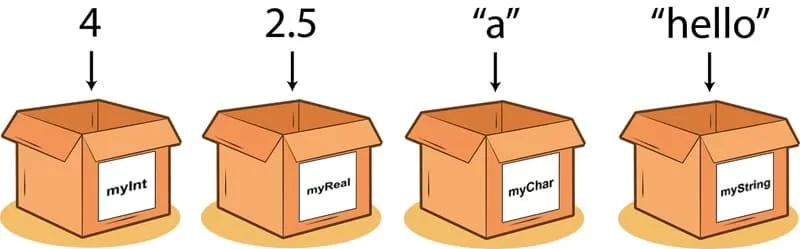 4
2.5
“a”
“hello”
myInt
myReal
myChar
myString